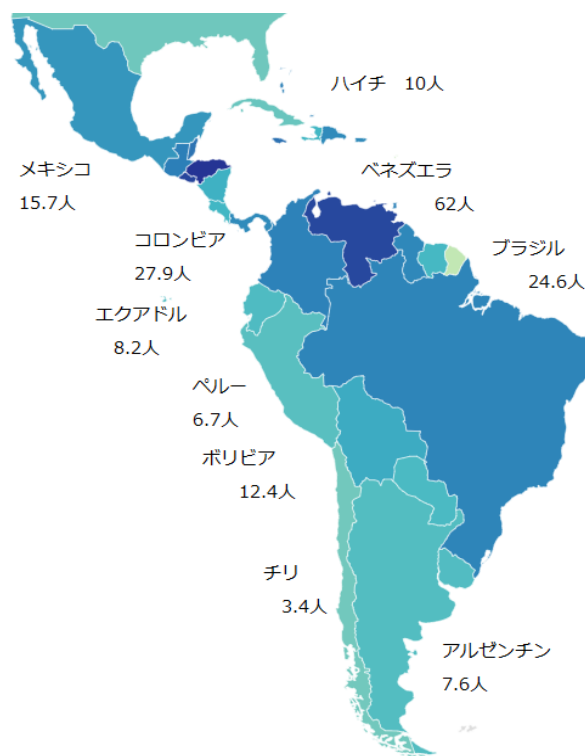 ハイチ　10人
メキシコ
15.7人
ベネズエラ
62人
コロンビア
27.9人
ブラジル
24.6人
エクアドル
8.2人
ペルー
6.7人
ボリビア
12.4人
チリ
3.4人
アルゼンチン
7.6人